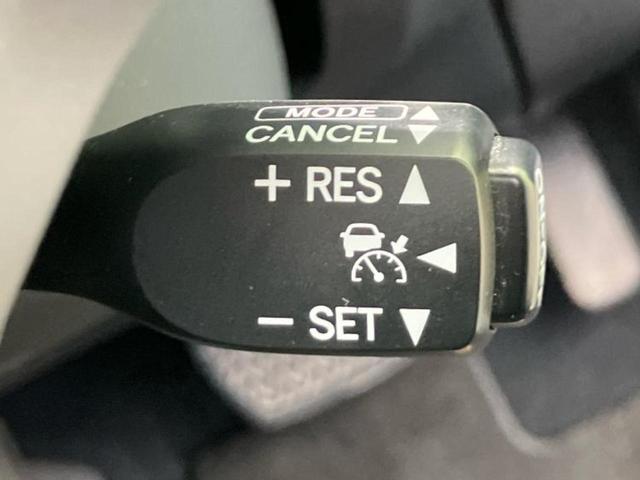 MODE
CANCEL
+ RES
- SET